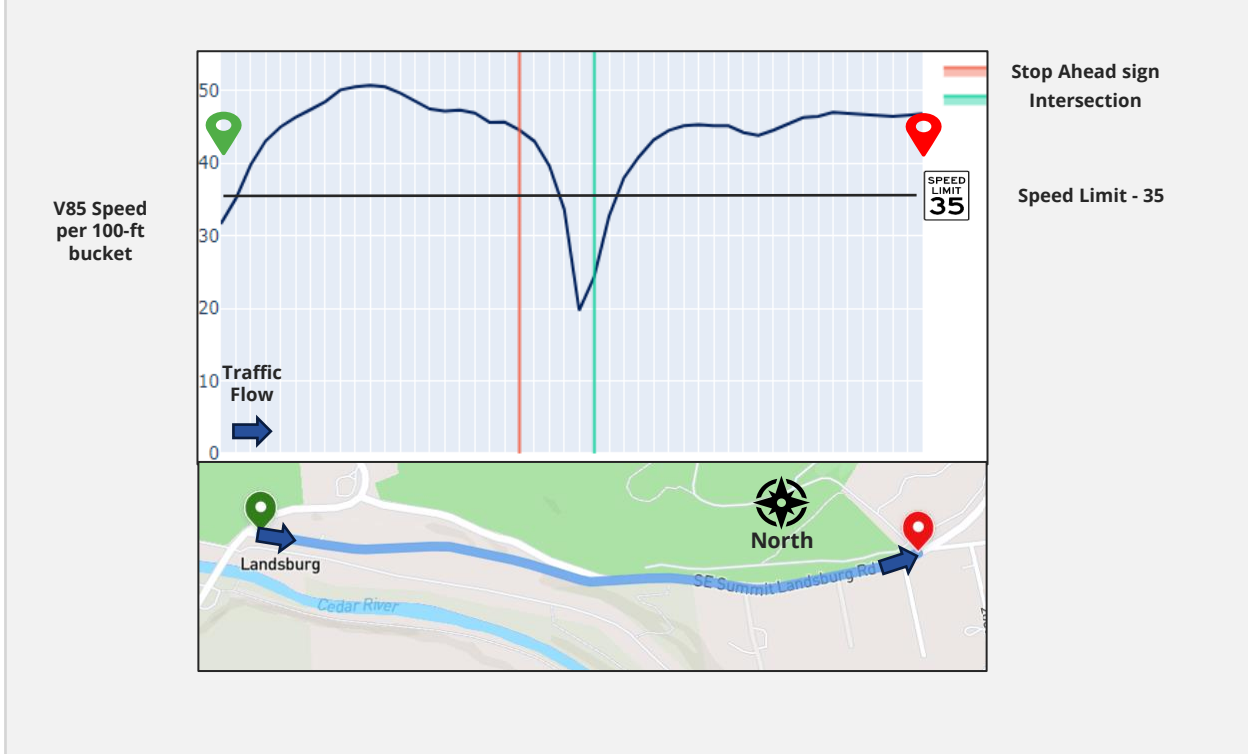 50
40
30
20
10
0
Stop Ahead sign
Intersection
V85 Speed
per 100-ft
bucket
SPEED
LIMIT
35
Speed Limit - 35
Traffic
Flow
North
Landsburg
SE Summit Landsburg Rd
Cedar River